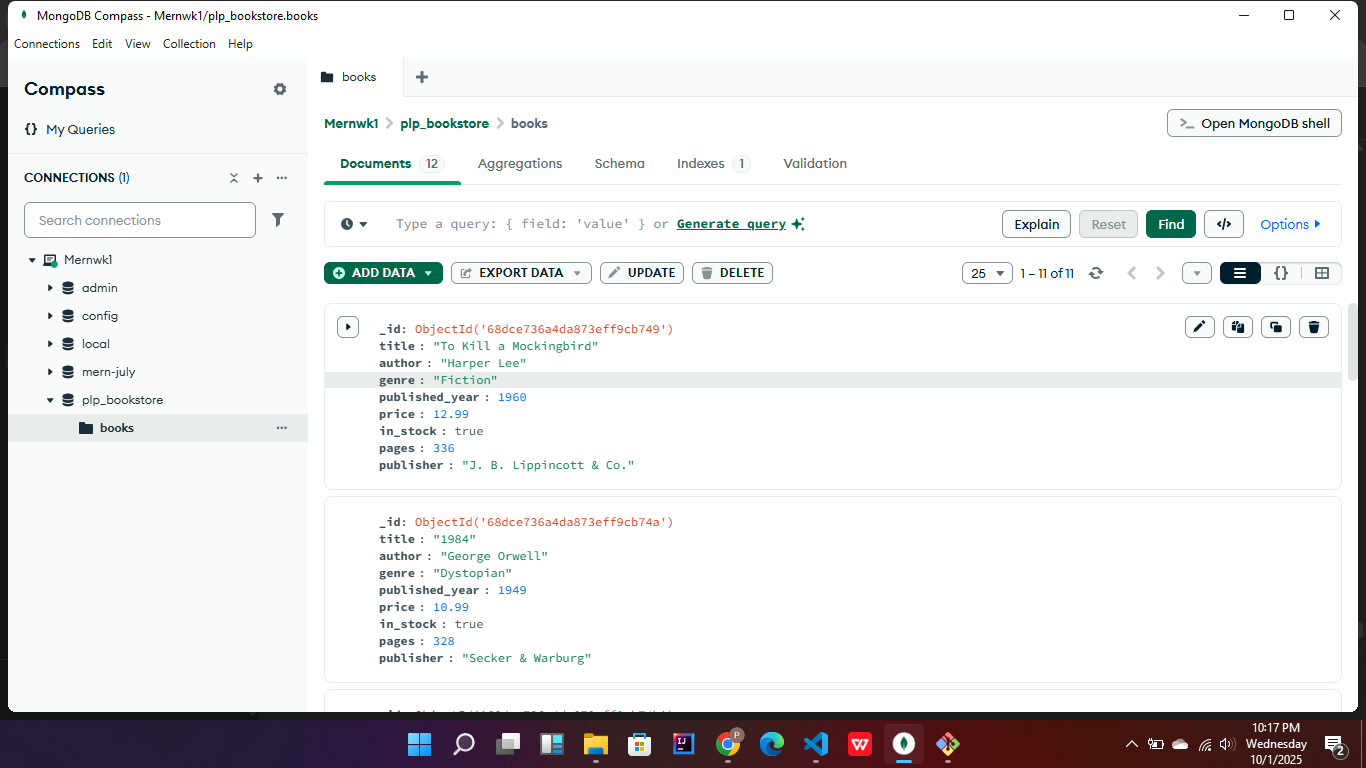 MongoDB Compass - Mernwk1/plp_bookstore.books
Connections Edit View Collection Help
Compass
My Queries
CONNECTIONS (1)
Search connections
Mernwk1
admin
config
local
mern-july
plp_bookstore
books
books
Mernwk1 > plp_bookstore > books
>_ Open MongoDB shell
Documents 12 Aggregations Schema Indexes 1 Validation
Type a query: { field: 'value' } or Generate query
Explain Reset Find </> Options
ADD DATA EXPORT DATA UPDATE DELETE
25 1 – 11 of 11 {}
_id: ObjectId('68dce736a4da873eff9cb749')
title : "To Kill a Mockingbird"
author : "Harper Lee"
genre : "Fiction"
published_year : 1960
price : 12.99
in_stock : true
pages : 336
publisher : "J. B. Lippincott & Co."
_id: ObjectId('68dce736a4da873eff9cb74a')
title : "1984"
author : "George Orwell"
genre : "Dystopian"
published_year : 1949
price : 10.99
in_stock : true
pages : 328
publisher : "Secker & Warburg"
10:17 PM
Wednesday
10/1/2025
2